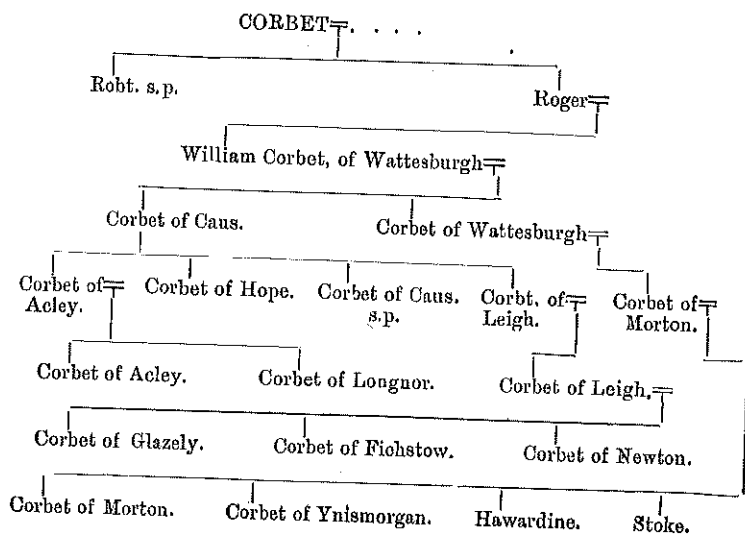 CORBET . . . .
Robt. s.p. Roger
William Corbet, of Wattesburgh
Corbet of Caus. Corbet of Wattesburgh
Corbet of Acley. Corbet of Hope. Corbet of Caus. s.p. Corbt. of Leigh. Corbet of Morton.
Corbet of Acley. Corbet of Longnor. Corbet of Leigh.
Corbet of Glazely. Corbet of Fichstow. Corbet of Newton.
Corbet of Morton. Corbet of Ynismorgan. Hawardine. Stoke.